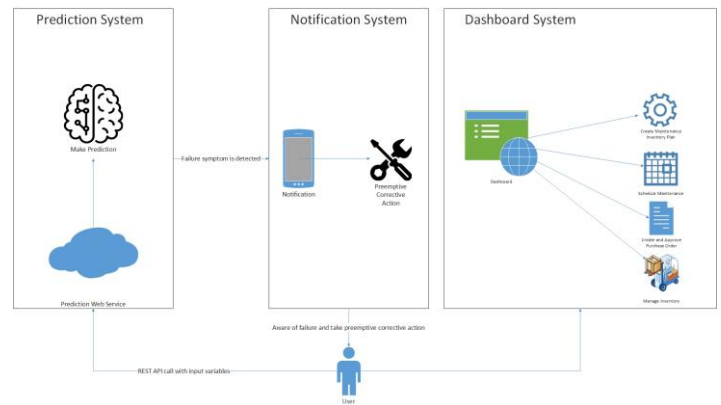 Prediction System
Notification System
Dashboard System
Make Prediction
Prediction Web Service
Failure symptom is detected
Notification
Preemptive
Corrective
Action
Dashboard
Create Maintenance
Inventory Plan
Schedule Maintenance
Create and Approve
Purchase Order
Manage Inventory
Aware of failure and take preemptive corrective action
REST API call with input variables
User